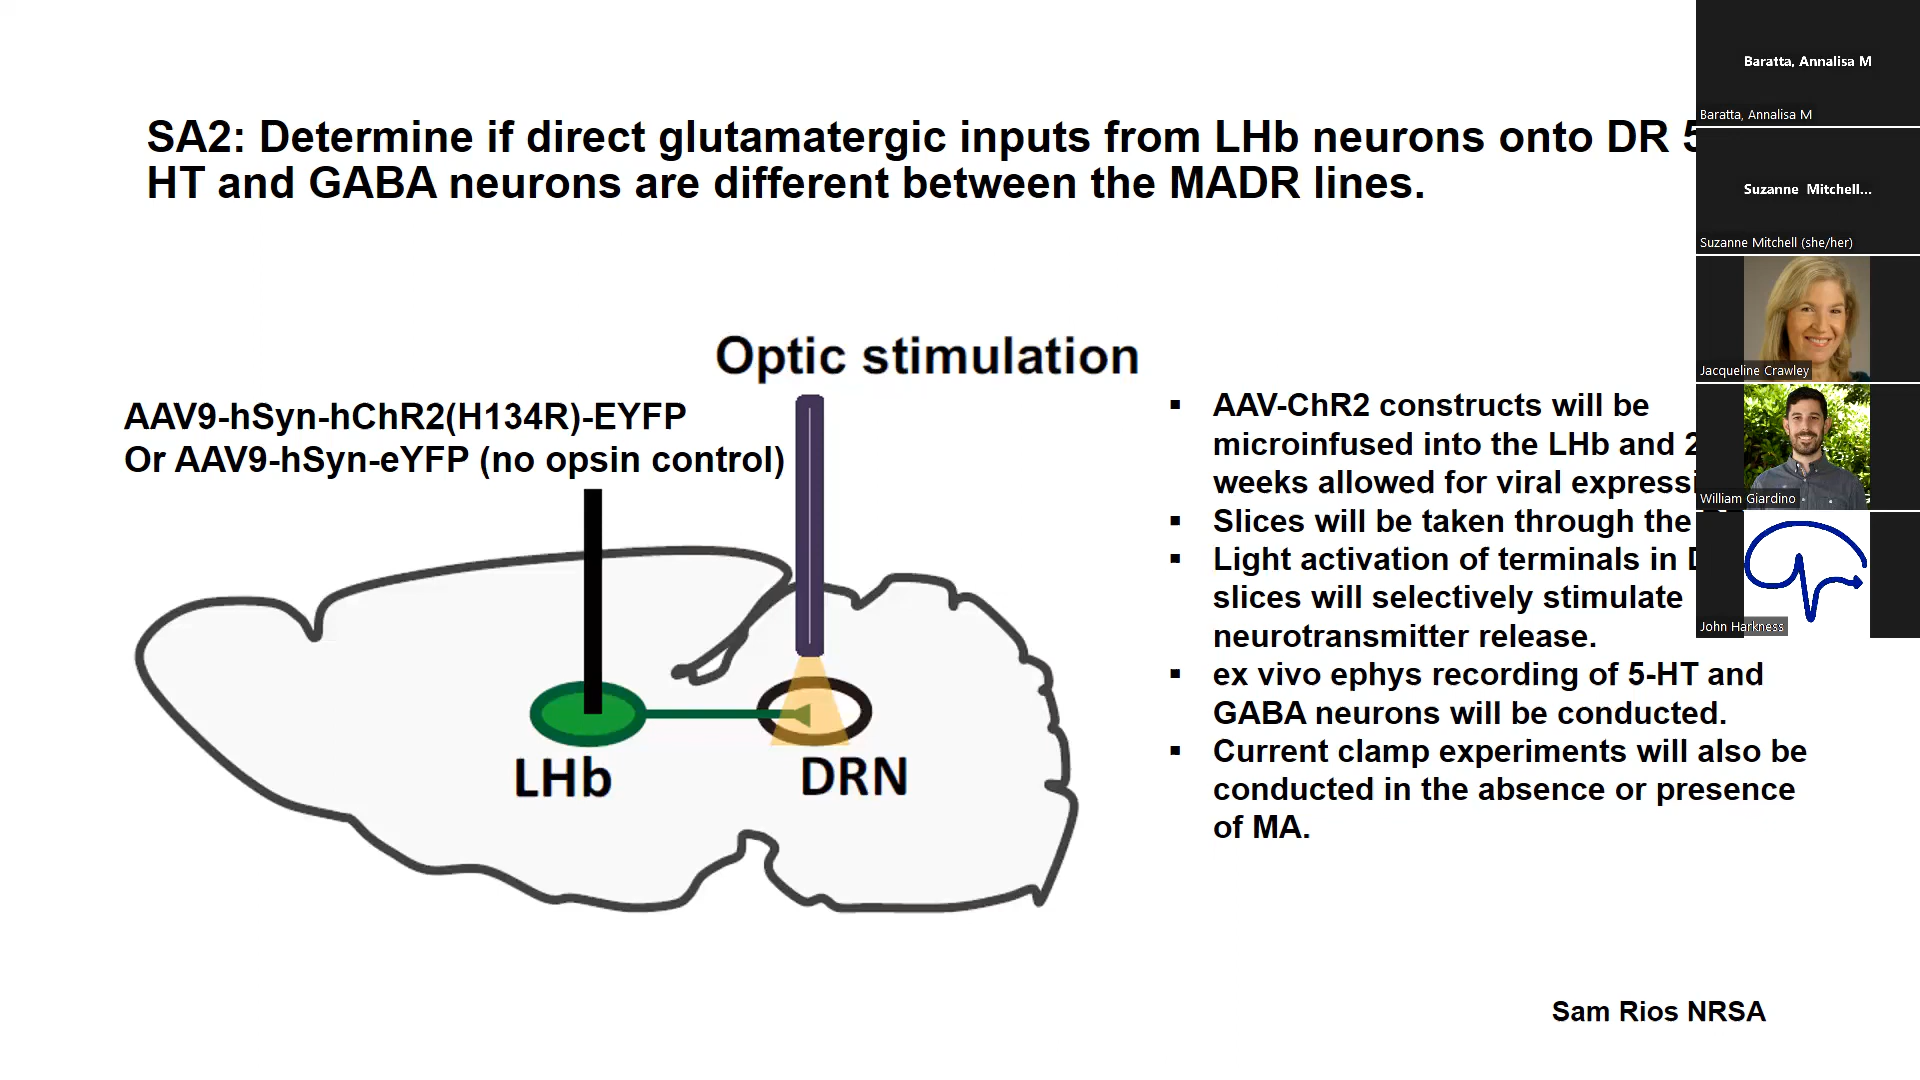 SA2: Determine if direct glutamatergic inputs from LHb neurons onto DR 5
HT and GABA neurons are different between the MADR lines.
Optic stimulation
AAV9-hSyn-hChR2(H134R)-EYFP
Or AAV9-hSyn-eYFP (no opsin control)
LHb
DRN
▪ AAV-ChR2 constructs will be
microinfused into the LHb and 2
weeks allowed for viral
▪ Slices will be taken through the
▪ Light activation of terminals in
slices will selectively stimulate
neurotransmitter release.
▪ ex vivo ephys recording of 5-HT and
GABA neurons will be conducted.
▪ Current clamp experiments will also be
conducted in the absence or presence
of MA.
Sam Rios NRSA
Baratta, Annalisa M
Baratta, Annalisa M
Suzanne Mitchell...
Suzanne Mitchell (she/her)
Jacqueline Crawley
William Giardino
John Harkness